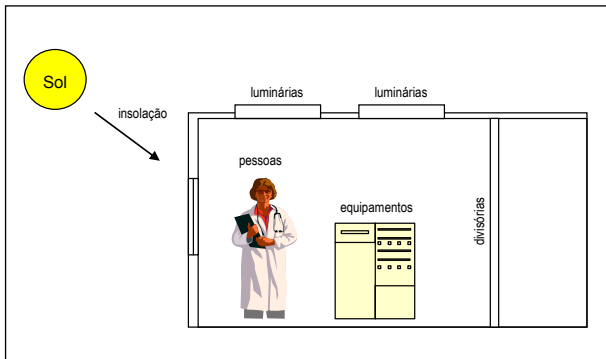 Sol
insolação
luminárias
luminárias
pessoas
equipamentos
divisórias